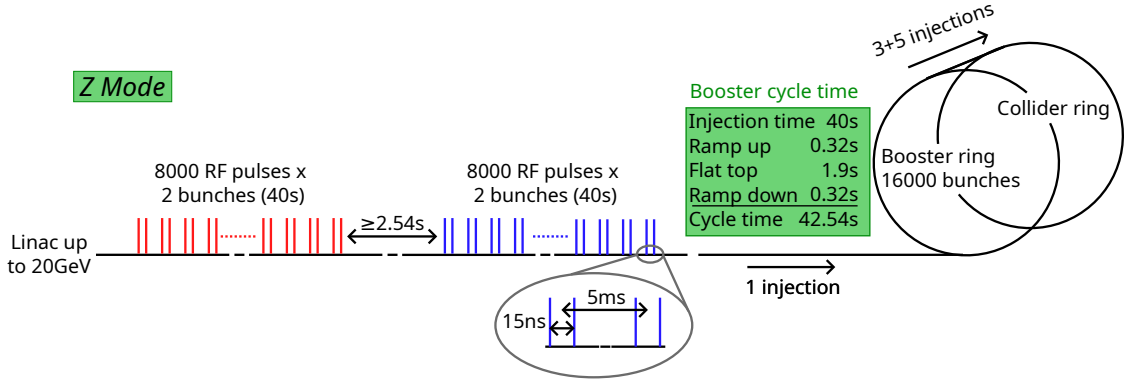 3+5 injections
Z Mode
Booster cycle time
Collider ring
Injection time 40s
Ramp up 0.32s
Flat top 1.9s
Ramp down 0.32s
Cycle time 42.54s
Booster ring
16000 bunches
8000 RF pulses x
2 bunches (40s)
8000 RF pulses x
2 bunches (40s)
≥2.54s
Linac up
to 20GeV
1 injection
5ms
15ns